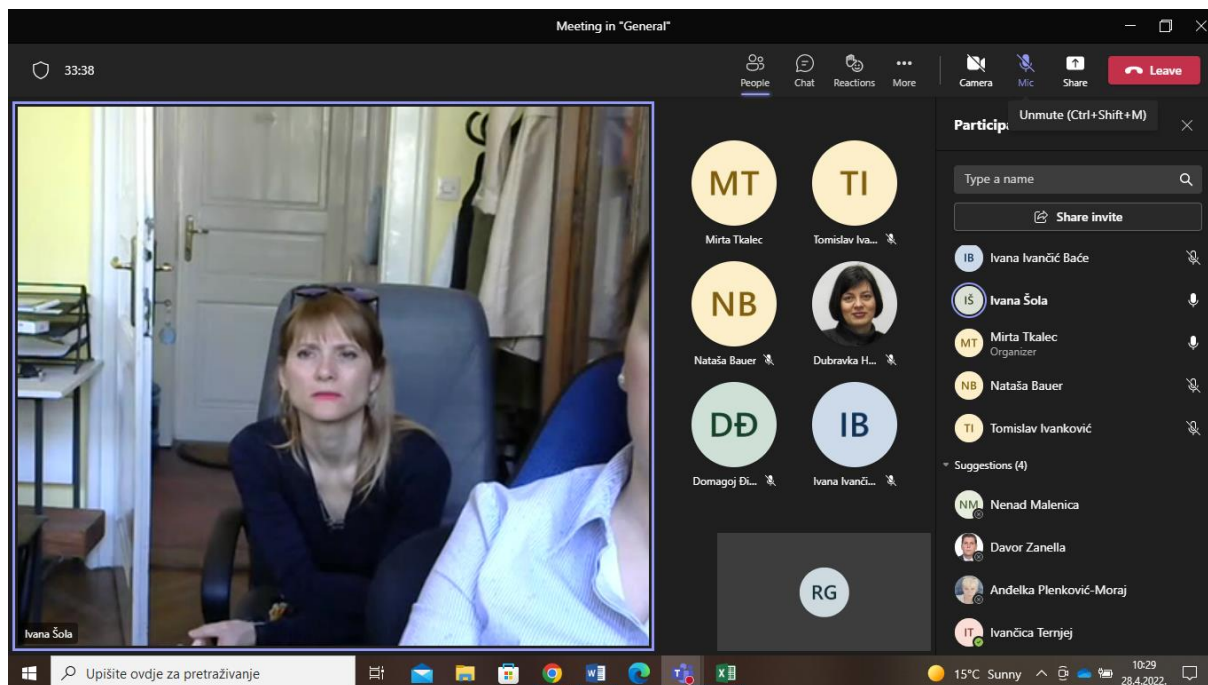 Meeting in "General"
33:38
People
Chat
Reactions
More
Camera
Mic
Share
Leave
Unmute (Ctrl+Shift+M)
Particip
Type a name
Share invite
IB Ivana Ivančić Baće
IŠ Ivana Šola
MT Mirta Tkalec
Organizer
NB Nataša Bauer
TI Tomislav Ivanković
Suggestions (4)
NM Nenad Malenica
Davor Zanella
Anđelka Plenković-Moraj
IT Ivančica Ternjej
MT
Mirta Tkalec
TI
Tomislav Iva...
NB
Nataša Bauer
Dubravka H...
DĐ
Domagoj Đi...
IB
Ivana Ivanči...
RG
Ivana Šola
Upišite ovdje za pretraživanje
15°C Sunny
10:29
28.4.2022.